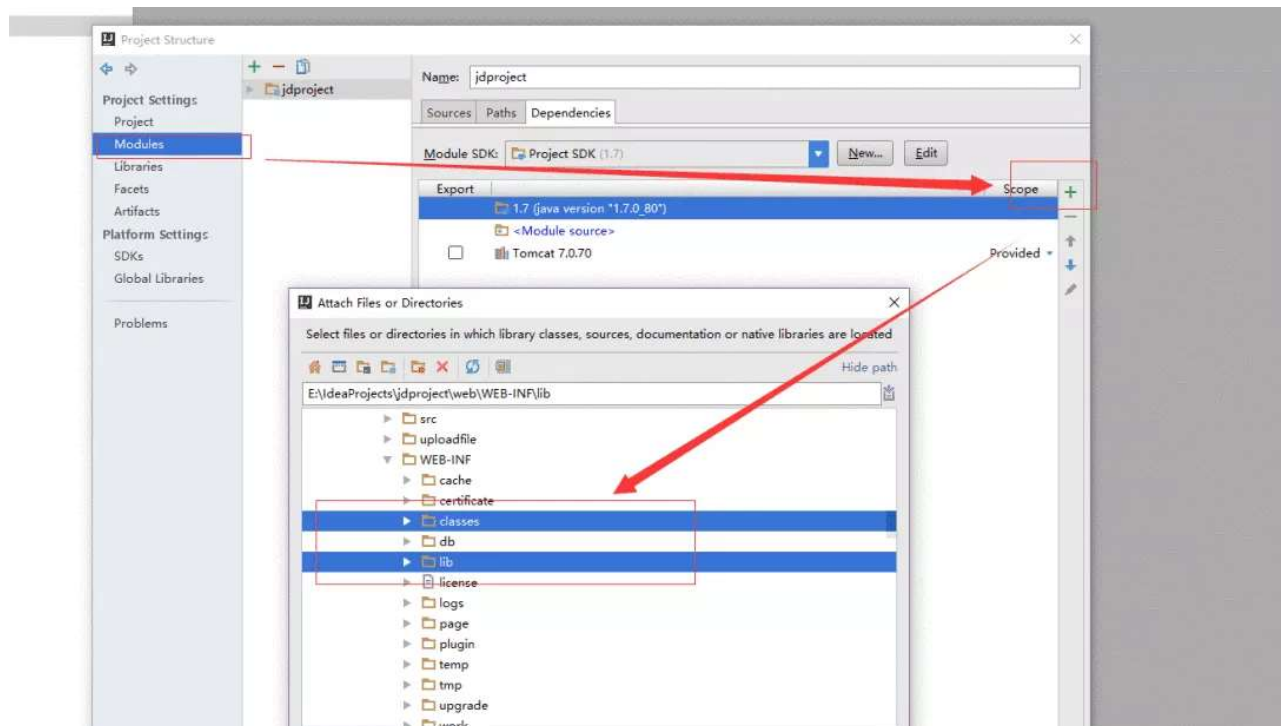 Project Structure
Project Settings
Project
Modules
Libraries
Facets
Artifacts
Platform Settings
SDKs
Global Libraries
Problems
jdproject
Name: jdproject
Sources Paths Dependencies
Module SDK: Project SDK (1.7) New... Edit
Export Scope
1.7 (java version "1.7.0_80")
<Module source>
Tomcat 7.0.70 Provided
Attach Files or Directories
Select files or directories in which library classes, sources, documentation or native libraries are located
Hide path
E:\IdeaProjects\jdproject\web\WEB-INF\lib
src
uploadfile
WEB-INF
cache
certificate
classes
db
lib
license
logs
page
plugin
temp
tmp
upgrade
work